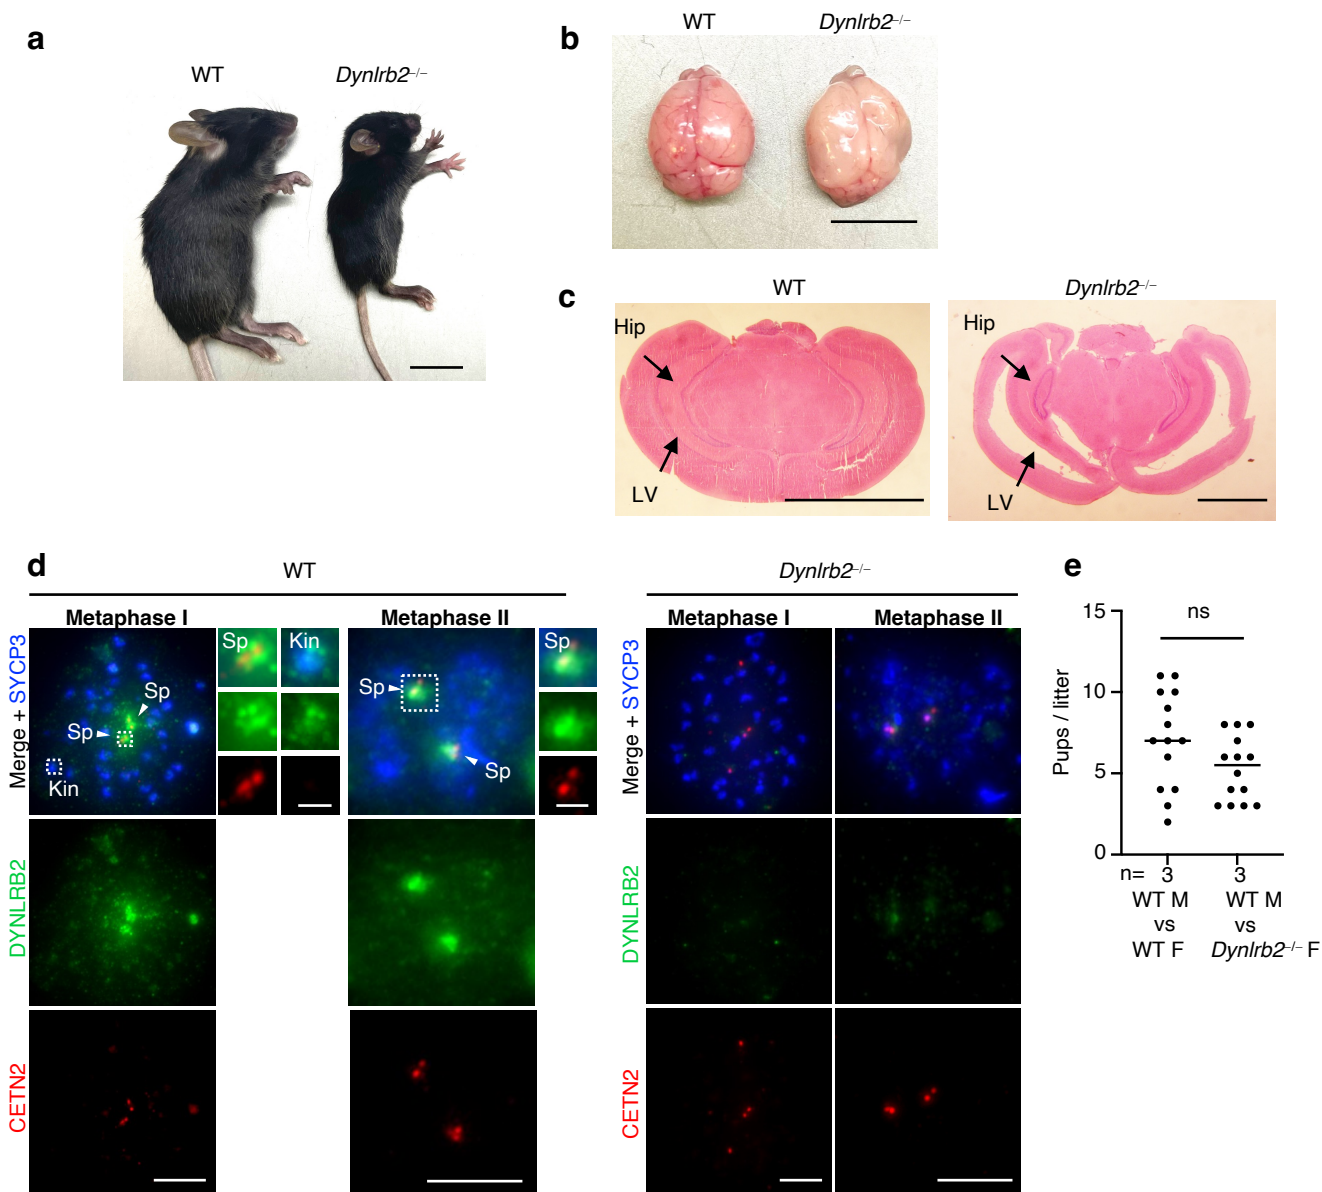 a
WT
Dynlrb2⁻/⁻
b
WT
Dynlrb2⁻/⁻
c
WT
Dynlrb2⁻/⁻
Hip
LV
Hip
LV
d
WT
Dynlrb2⁻/⁻
Metaphase I
Metaphase II
Metaphase I
Metaphase II
Merge + SYCP3
Sp
Sp
Kin
Sp
Kin
Sp
Sp
Sp
Merge + SYCP3
DYNLRB2
DYNLRB2
CETN2
CETN2
e
ns
Pups / litter
15
10
5
0
n= 3 3
WT M WT M
vs vs
WT F Dynlrb2⁻/⁻ F